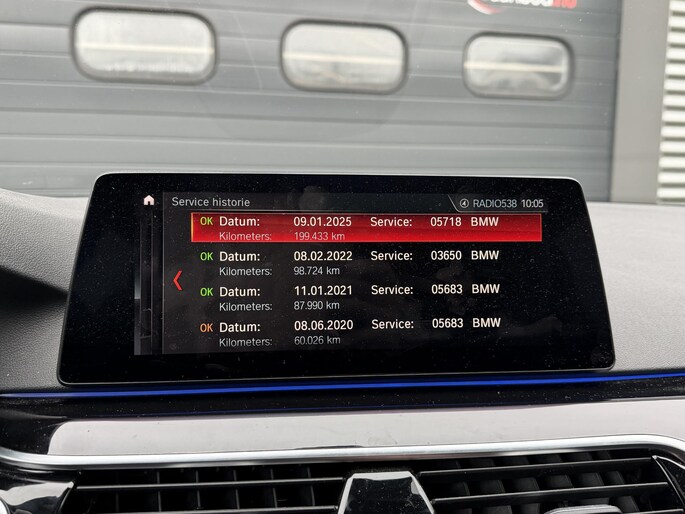 Service historie RADIO538 10:05
OK Datum: 09.01.2025 Service: 05718 BMW
Kilometers: 199.433 km
OK Datum: 08.02.2022 Service: 03650 BMW
Kilometers: 98.724 km
OK Datum: 11.01.2021 Service: 05683 BMW
Kilometers: 87.990 km
OK Datum: 08.06.2020 Service: 05683 BMW
Kilometers: 60.026 km